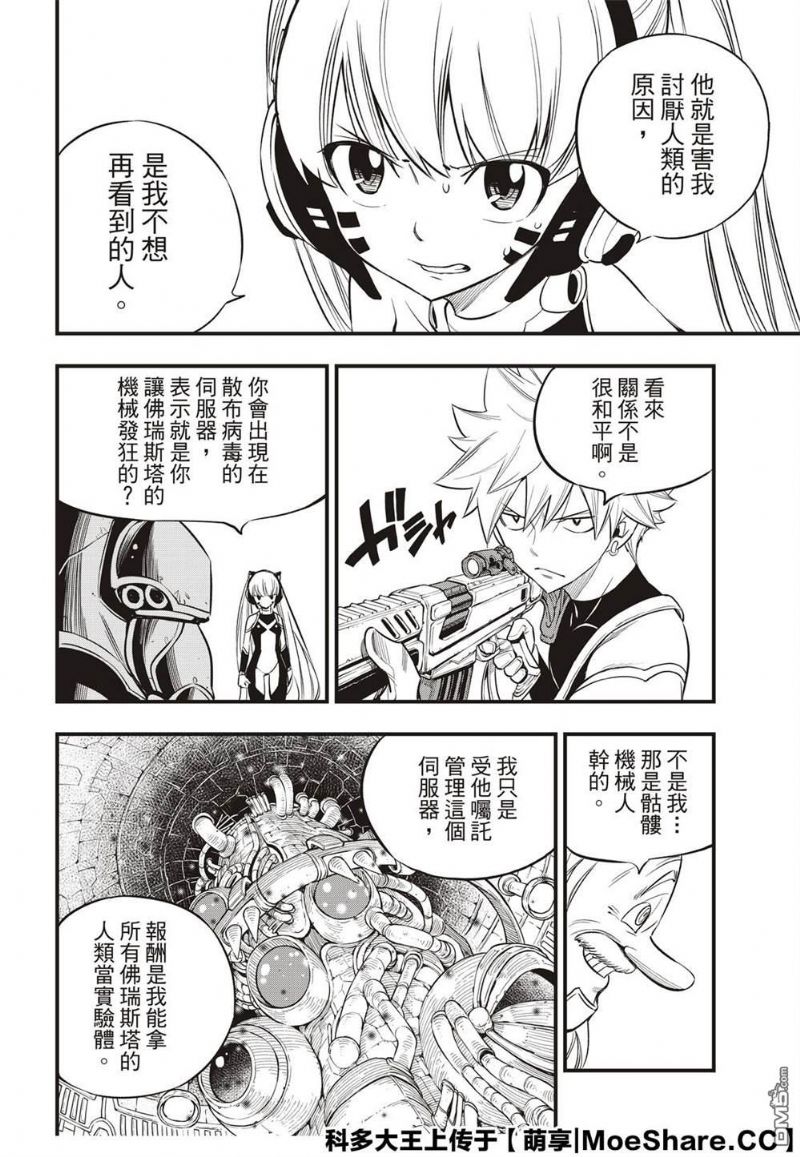 他就是害我
討厭人類的
原因，
是我不想
再看到的人。
看來
關係不是
很和平啊。
ガシャ
你會出現在
散布病毒的
伺服器，
表示就是你
讓佛瑞斯塔的
機械發狂的？
不是我…
那是骷髏
機械人
幹的。
我只是
受他囑託
管理這個
伺服器，
報酬是我能拿
所有佛瑞斯塔的
人類當實驗體。
科多大王上传于【萌享|MoeShare.CC】
DM5.com